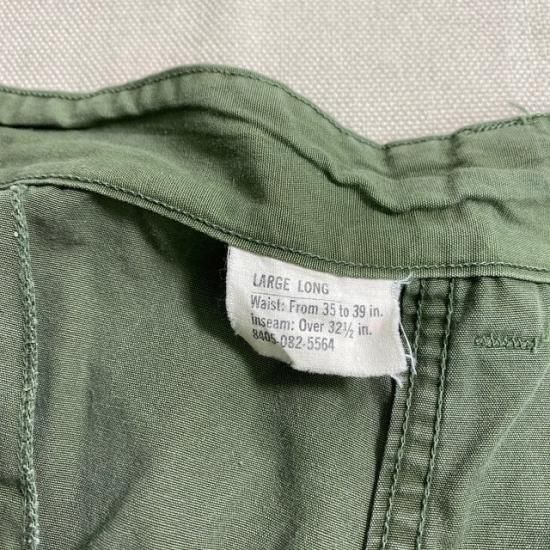 LARGE LONG
Waist: From 35 to 39 in.
Inseam: Over 32½ in.
8405-082-5564